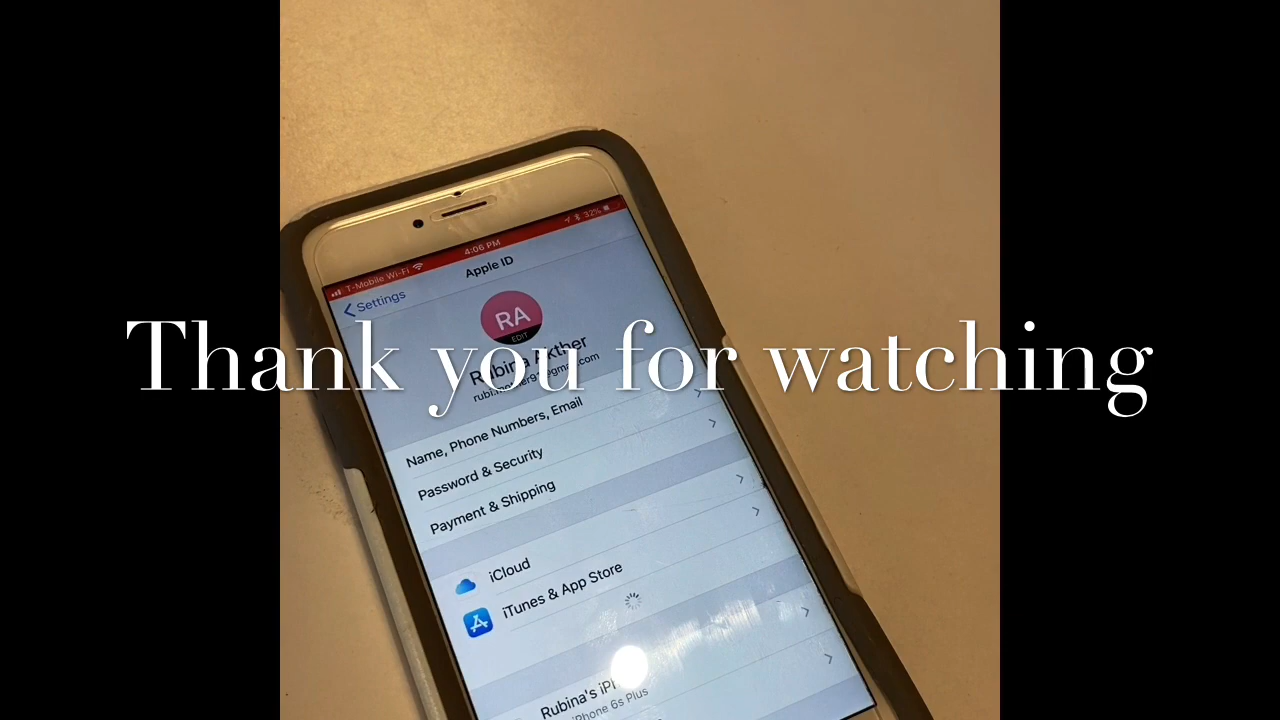 T-Mobile Wi-Fi 4:06 PM 32%
Settings Apple ID
RA
EDIT
Thank you for watching
Name, Phone Numbers, Email
Password & Security
Payment & Shipping
iCloud
iTunes & App Store
Rubina's
iPhone 6s Plus